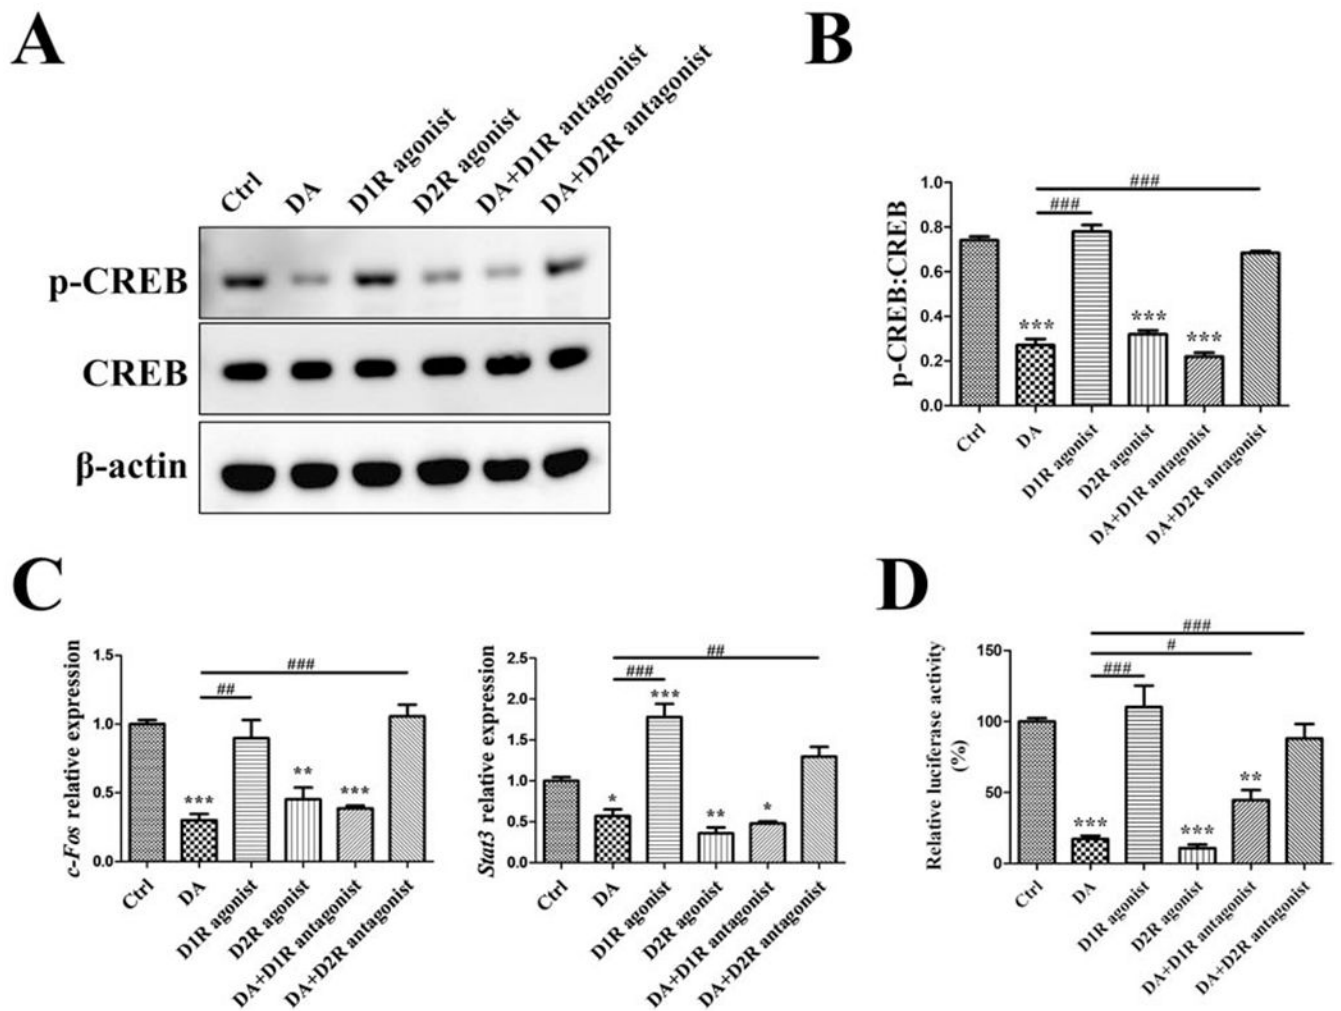 A
Ctrl
DA
D1R agonist
D2R agonist
DA+D1R antagonist
DA+D2R antagonist
p-CREB
CREB
β-actin
B
p-CREB:CREB
1.0
0.8
0.6
0.4
0.2
0.0
###
###
***
***
***
Ctrl
DA
D1R agonist
D2R agonist
DA+D1R antagonist
DA+D2R antagonist
C
c-Fos relative expression
1.5
1.0
0.5
0.0
###
##
***
**
***
Ctrl
DA
D1R agonist
D2R agonist
DA+D1R antagonist
DA+D2R antagonist
Stat3 relative expression
2.5
2.0
1.5
1.0
0.5
0.0
##
###
***
*
**
*
Ctrl
DA
D1R agonist
D2R agonist
DA+D1R antagonist
DA+D2R antagonist
D
Relative luciferase activity
(%)
150
100
50
0
###
#
###
***
***
**
Ctrl
DA
D1R agonist
D2R agonist
DA+D1R antagonist
DA+D2R antagonist